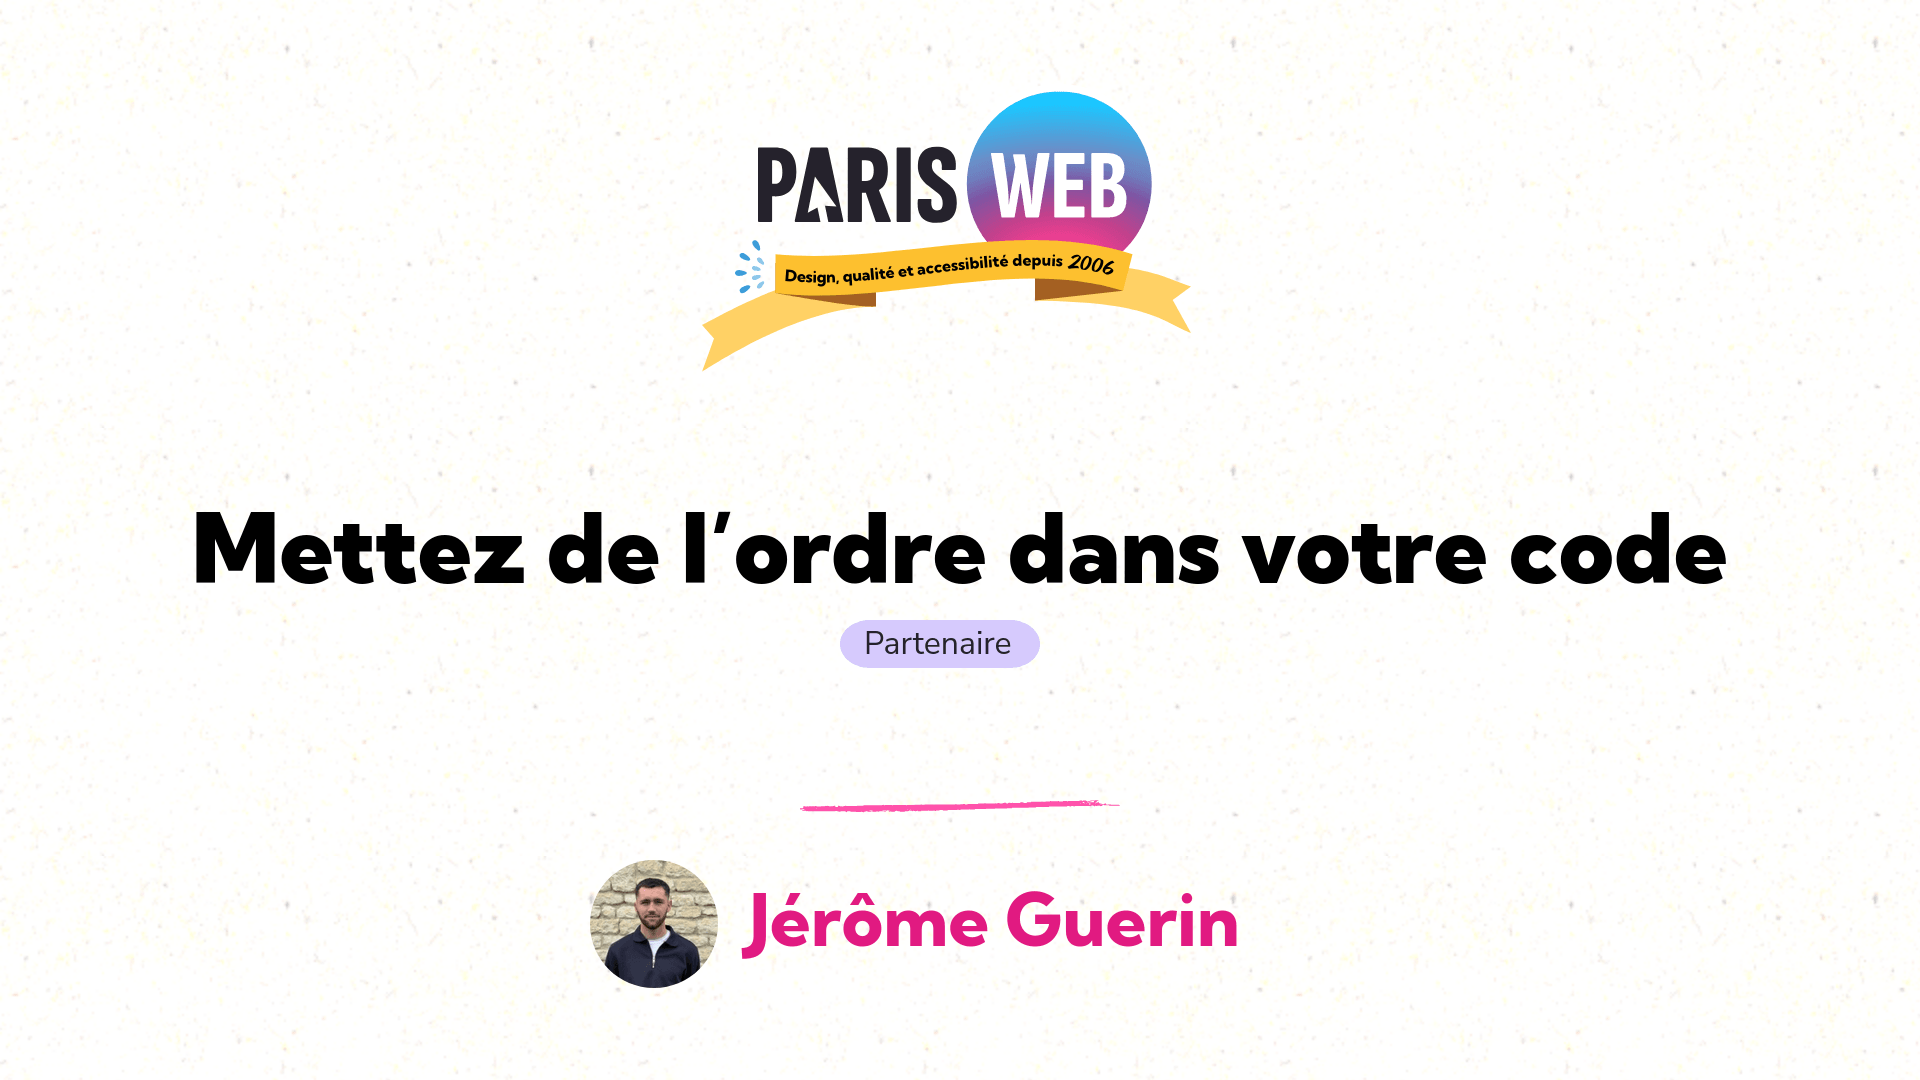 PARIS WEB
Design, qualité et accessibilité depuis 2006
Mettez de l’ordre dans votre code
Partenaire
Jérôme Guerin